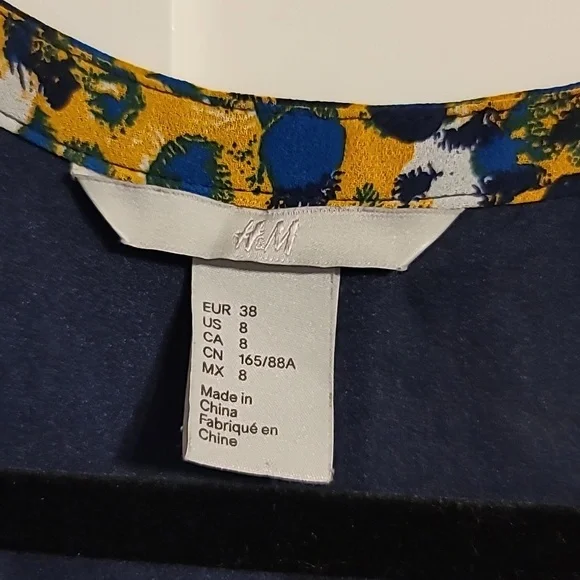 H&M
EUR 38
US 8
CA 8
CN 165/88A
MX 8
Made in
China
Fabriqué en
Chine